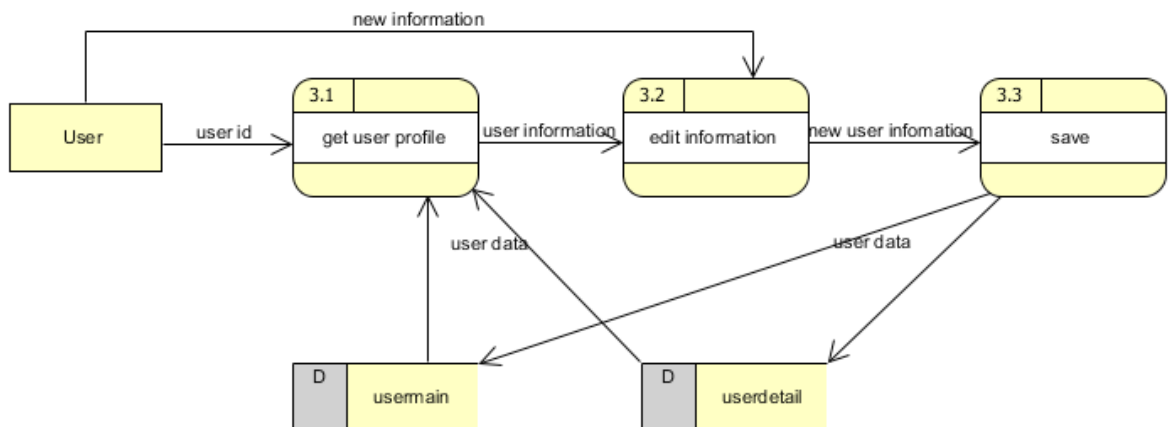 new information
3.1
3.2
3.3
User
user id
get user profile
user information
edit information
new user infomation
save
user data
user data
D
usermain
D
userdetail